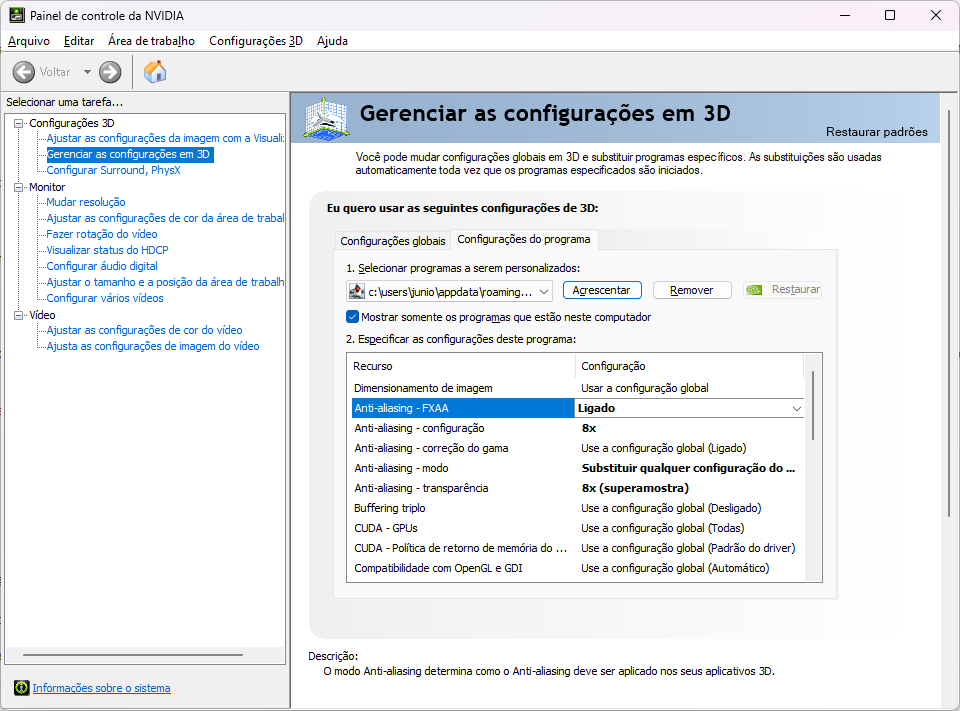 Painel de controle da NVIDIA
Arquivo Editar Área de trabalho Configurações 3D Ajuda
Voltar
Selecionar uma tarefa...
Configurações 3D
Ajustar as configurações da imagem com a Visuali
Gerenciar as configurações em 3D
Configurar Surround, PhysX
Monitor
Mudar resolução
Ajustar as configurações de cor da área de trabal
Fazer rotação do vídeo
Visualizar status do HDCP
Configurar áudio digital
Ajustar o tamanho e a posição da área de trabalh
Configurar vários vídeos
Vídeo
Ajustar as configurações de cor do vídeo
Ajusta as configurações de imagem do vídeo
Informações sobre o sistema
Gerenciar as configurações em 3D
Restaurar padrões
Você pode mudar configurações globais em 3D e substituir programas específicos. As substituições são usadas
automaticamente toda vez que os programas especificados são iniciados.
Eu quero usar as seguintes configurações de 3D:
Configurações globais Configurações do programa
1. Selecionar programas a serem personalizados:
c:\users\junio\appdata\roaming... Acrescentar Remover Restaurar
Mostrar somente os programas que estão neste computador
2. Especificar as configurações deste programa:
Recurso Configuração
Dimensionamento de imagem Usar a configuração global
Anti-aliasing - FXAA Ligado
Anti-aliasing - configuração 8x
Anti-aliasing - correção do gama Use a configuração global (Ligado)
Anti-aliasing - modo Substituir qualquer configuração do ...
Anti-aliasing - transparência 8x (superamostra)
Buffering triplo Use a configuração global (Desligado)
CUDA - GPUs Use a configuração global (Todas)
CUDA - Política de retorno de memória do ... Use a configuração global (Padrão do driver)
Compatibilidade com OpenGL e GDI Use a configuração global (Automático)
Descrição:
O modo Anti-aliasing determina como o Anti-aliasing deve ser aplicado nos seus aplicativos 3D.